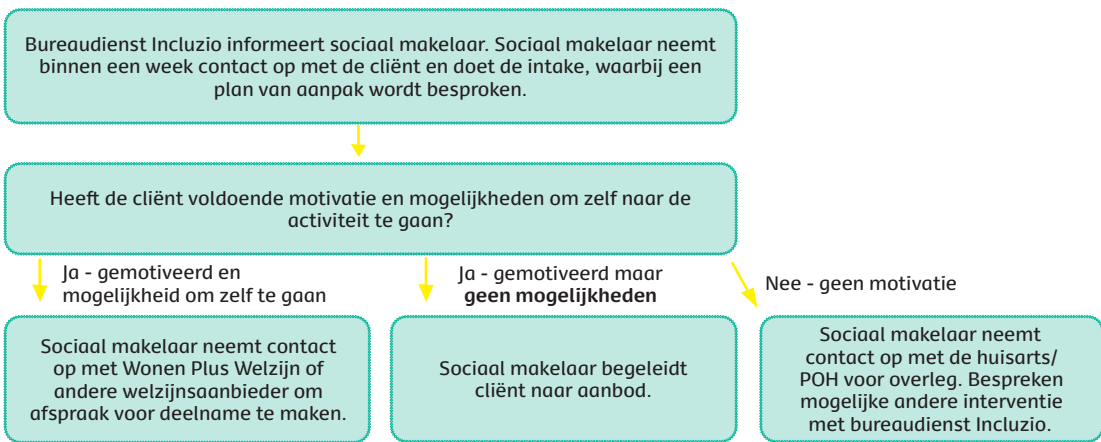 Bureaudienst Incluzio informeert sociaal makelaar. Sociaal makelaar neemt
binnen een week contact op met de cliënt en doet de intake, waarbij een
plan van aanpak wordt besproken.
Heeft de cliënt voldoende motivatie en mogelijkheden om zelf naar de
activiteit te gaan?
Ja - gemotiveerd en
mogelijkheid om zelf te gaan
Ja - gemotiveerd maar
geen mogelijkheden
Nee - geen motivatie
Sociaal makelaar neemt contact
op met Wonen Plus Welzijn of
andere welzijnsaanbieder om
afspraak voor deelname te maken.
Sociaal makelaar begeleidt
cliënt naar aanbod.
Sociaal makelaar neemt
contact op met de huisarts/
POH voor overleg. Bespreken
mogelijke andere interventie
met bureaudienst Incluzio.